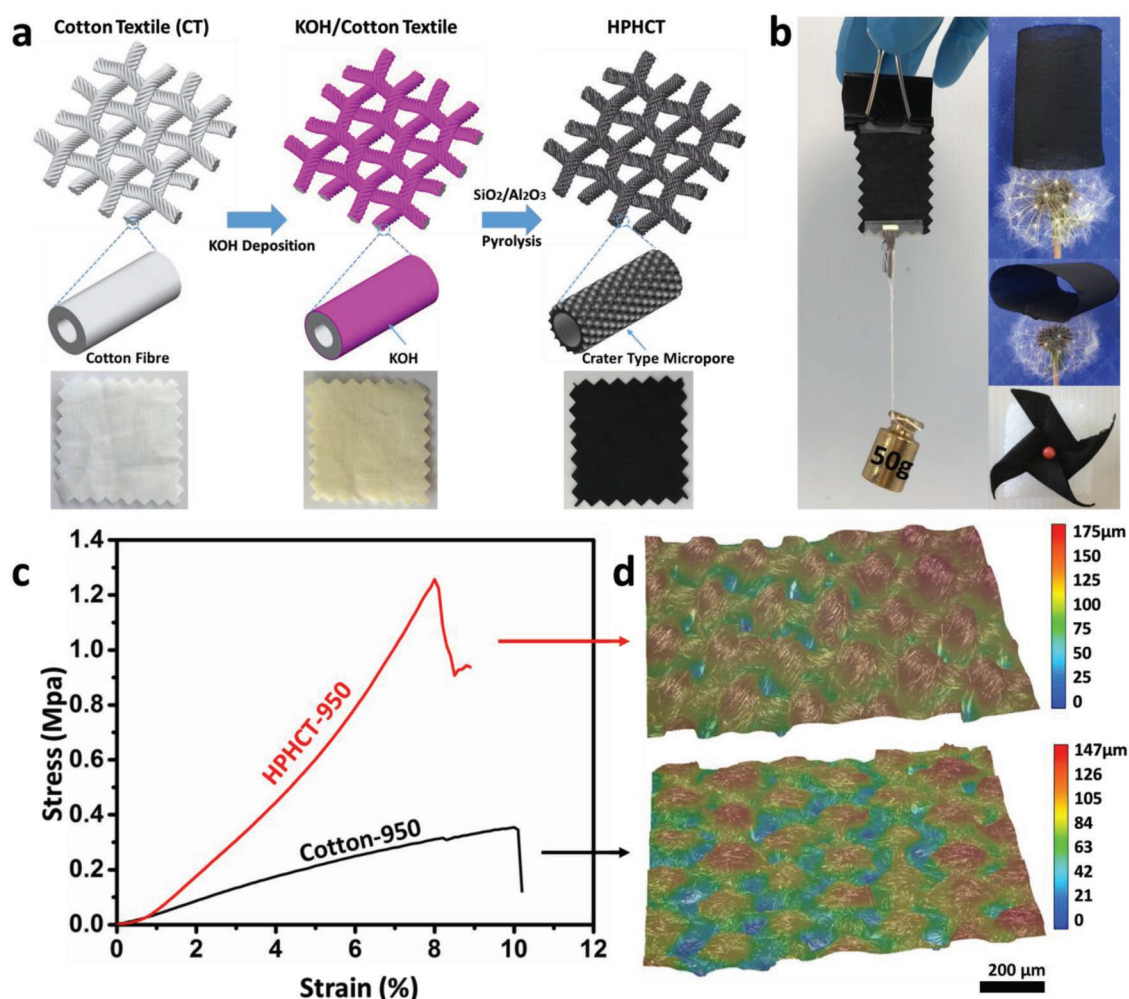 a
Cotton Textile (CT)
KOH/Cotton Textile
HPHCT
KOH Deposition
SiO₂/Al₂O₃
Pyrolysis
Cotton Fibre
KOH
Crater Type Micropore
b
50g
c
1.4
1.2
1.0
0.8
0.6
0.4
0.2
0.0
Stress (Mpa)
HPHCT-950
Cotton-950
0
2
4
6
8
10
12
Strain (%)
d
175µm
150
125
100
75
50
25
0
147µm
126
105
84
63
42
21
0
200 µm